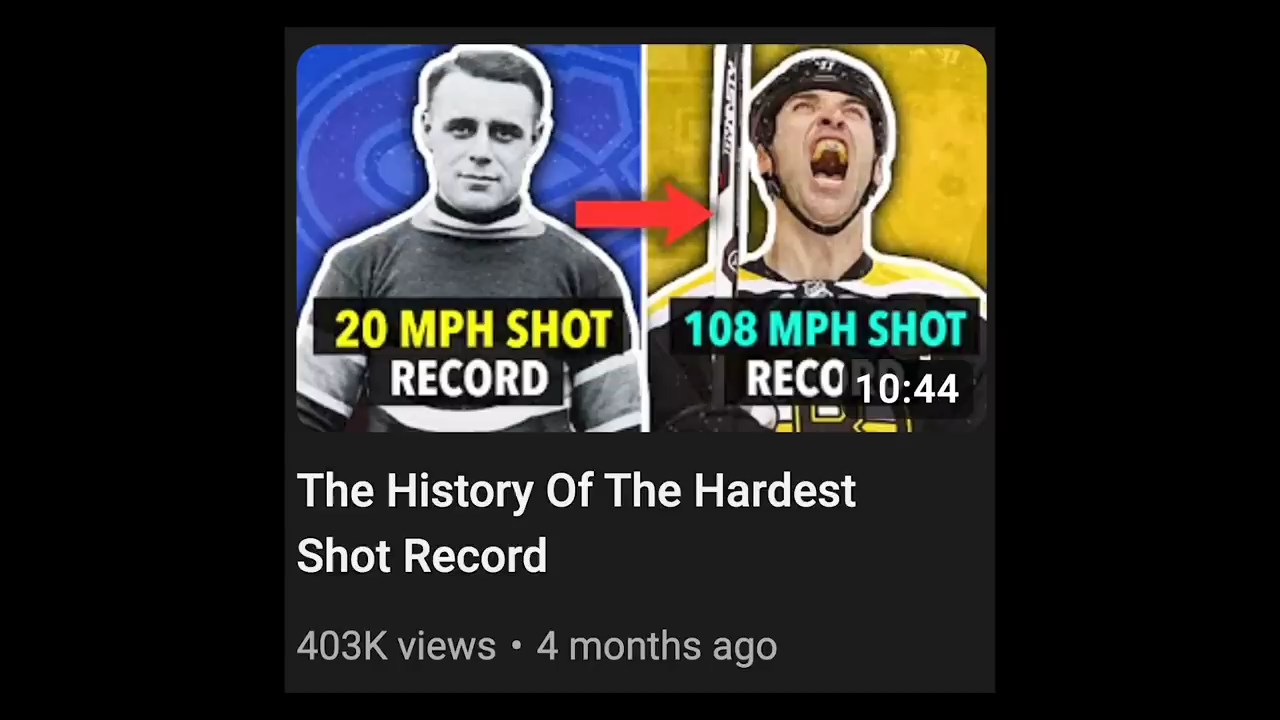 20 MPH SHOT
RECORD
108 MPH SHOT
RECORD
10:44
The History Of The Hardest
Shot Record
403K views • 4 months ago